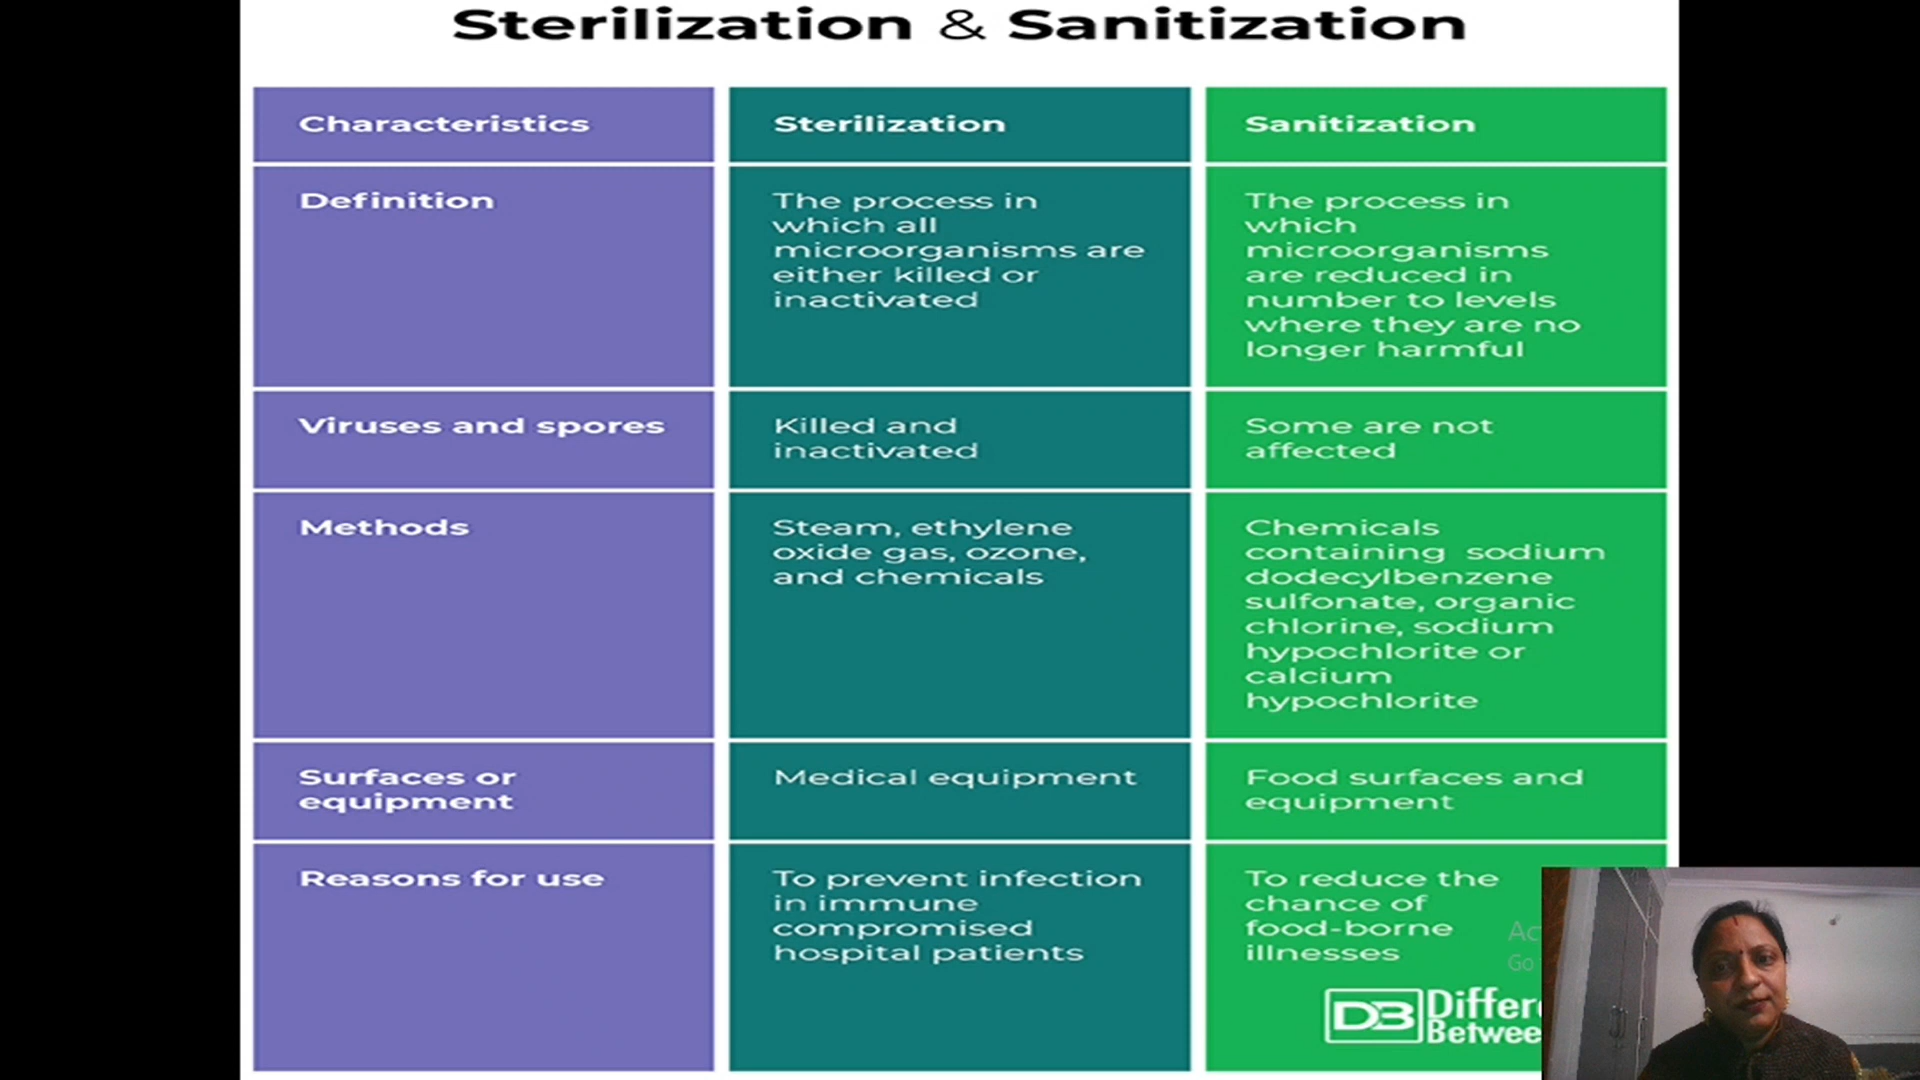 Sterilization & Sanitization
Characteristics
Sterilization
Sanitization
Definition
The process in
which all
microorganisms are
either killed or
inactivated
The process in
which
microorganisms
are reduced in
number to levels
where they are no
longer harmful
Viruses and spores
Killed and
inactivated
Some are not
affected
Methods
Steam, ethylene
oxide gas, ozone,
and chemicals
Chemicals
containing sodium
dodecylbenzene
sulfonate, organic
chlorine, sodium
hypochlorite or
calcium
hypochlorite
Surfaces or
equipment
Medical equipment
Food surfaces and
equipment
Reasons for use
To prevent infection
in immune
compromised
hospital patients
To reduce the
chance of
food-borne
illnesses
Go
DB